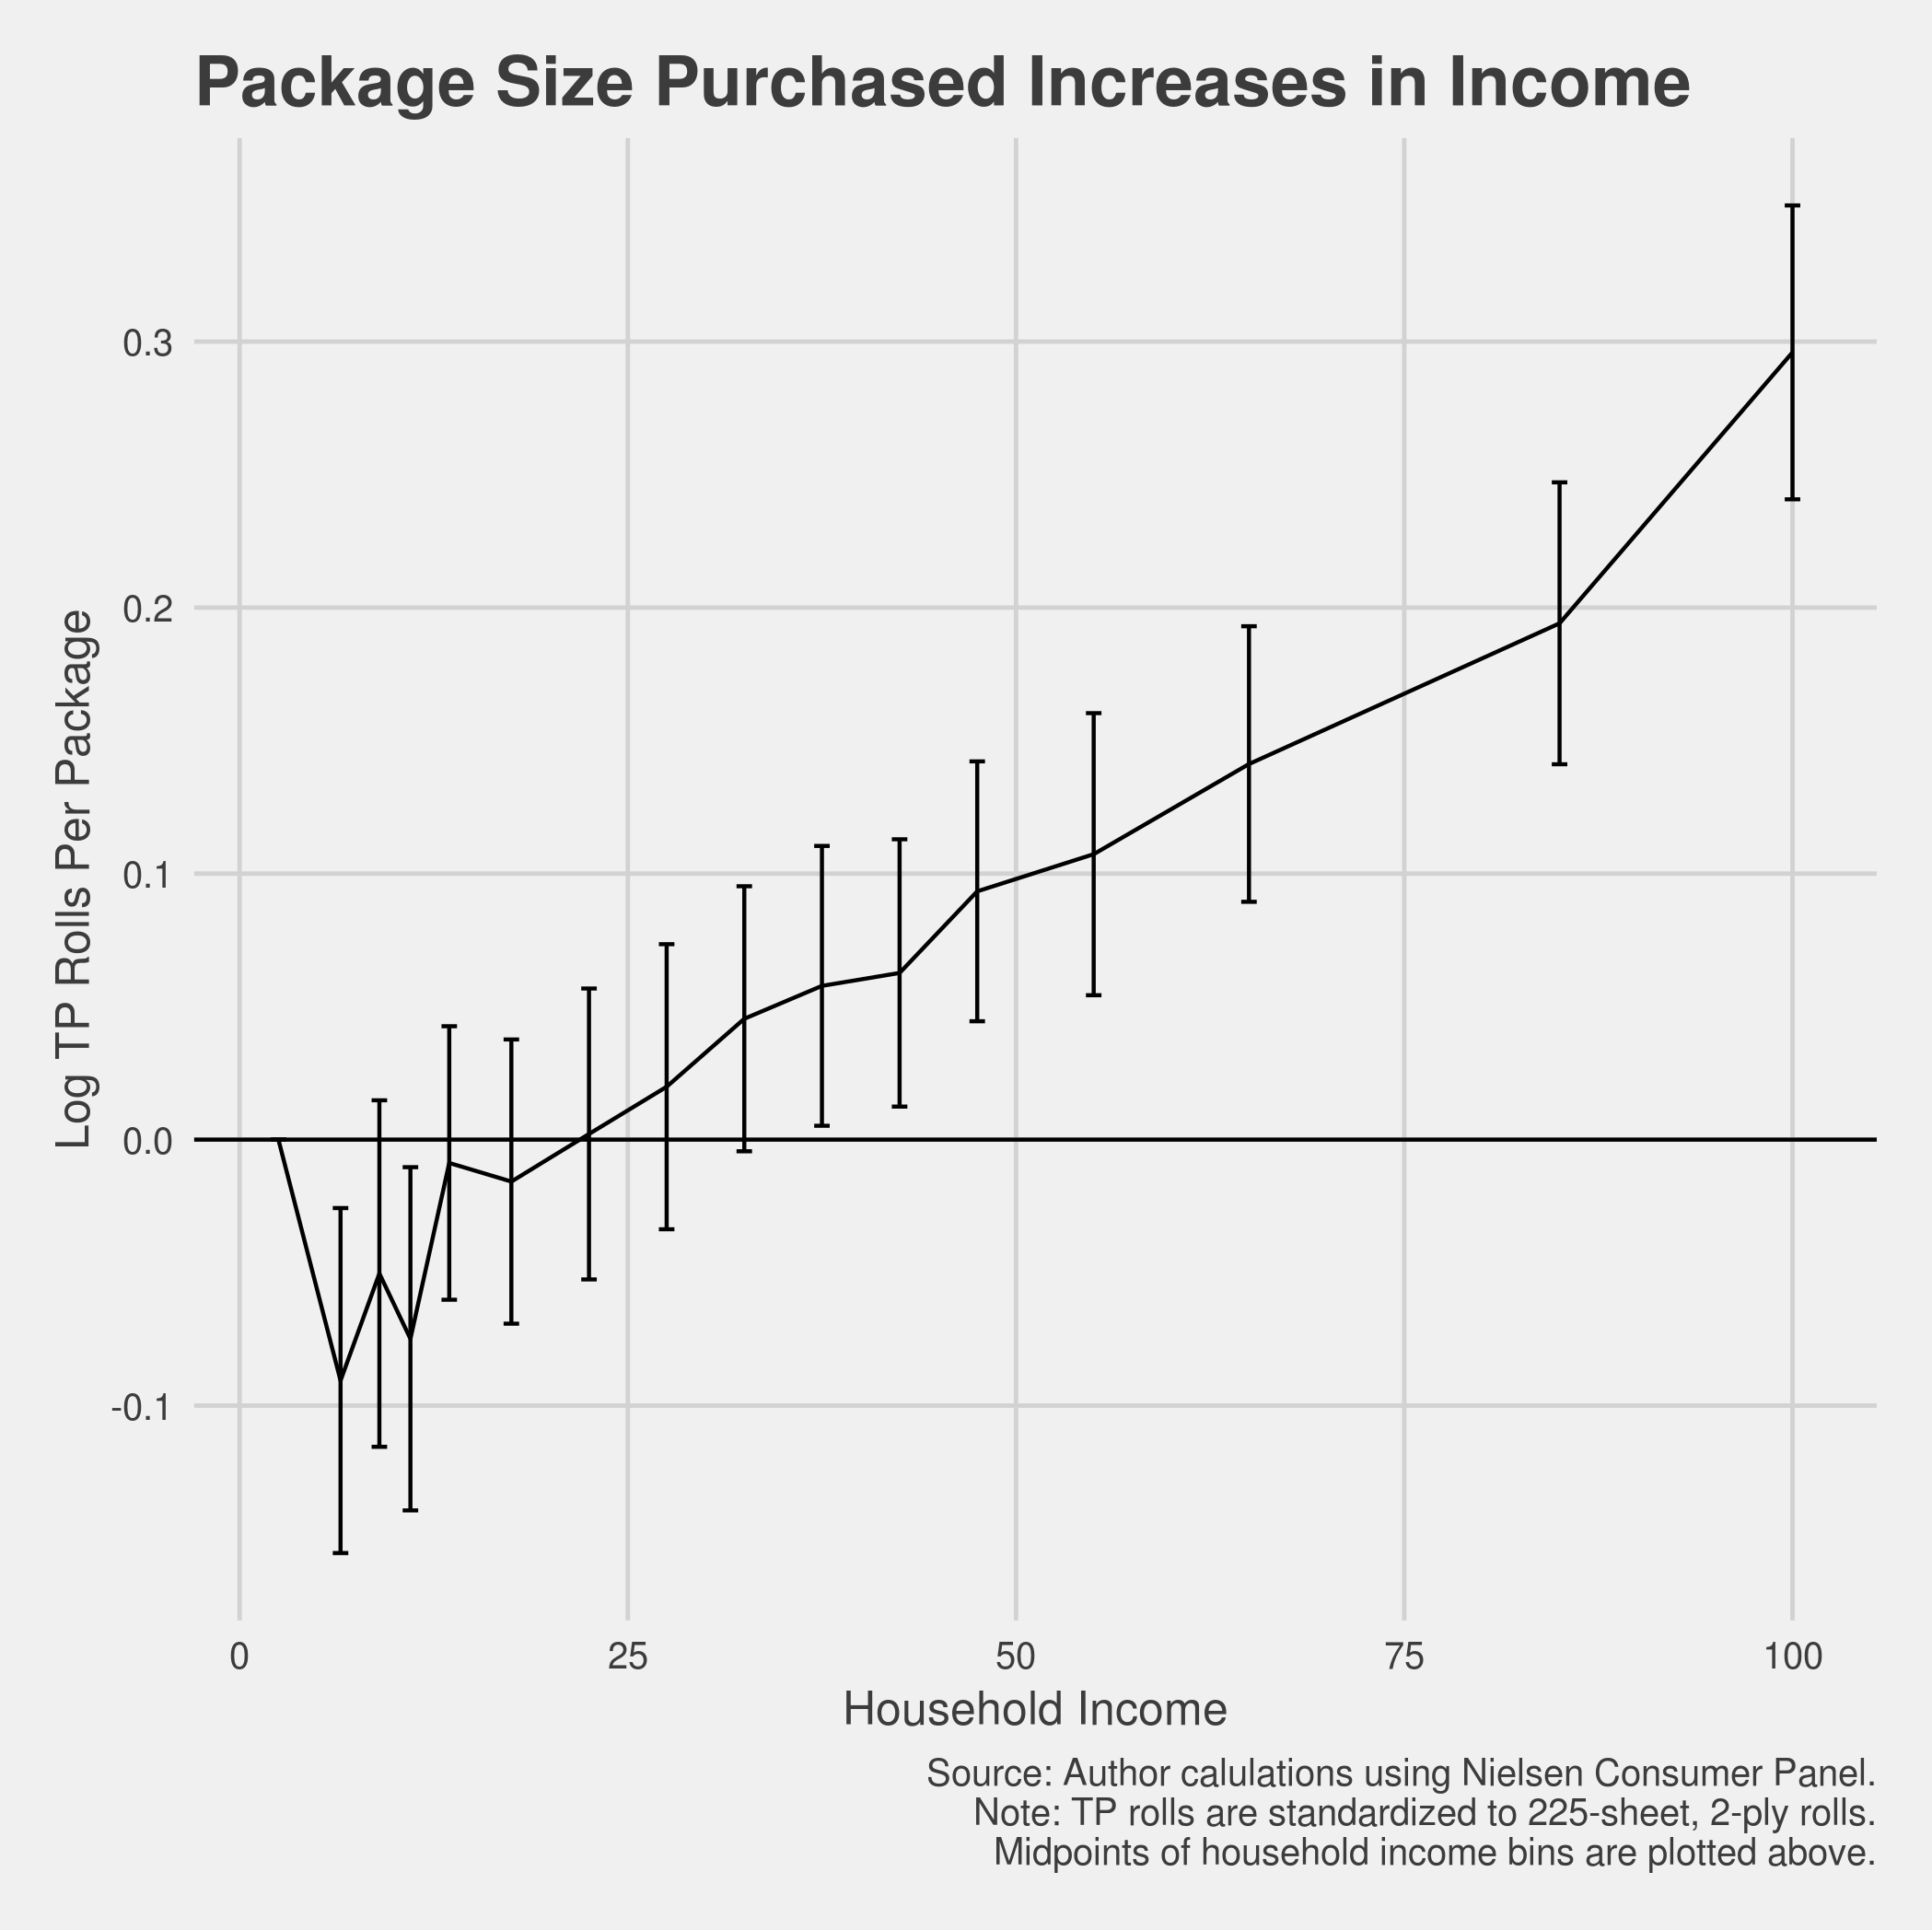 Package Size Purchased Increases in Income
Log TP Rolls Per Package
0.3
0.2
0.1
0.0
-0.1
0
25
50
75
100
Household Income
Source: Author calulations using Nielsen Consumer Panel.
Note: TP rolls are standardized to 225-sheet, 2-ply rolls.
Midpoints of household income bins are plotted above.